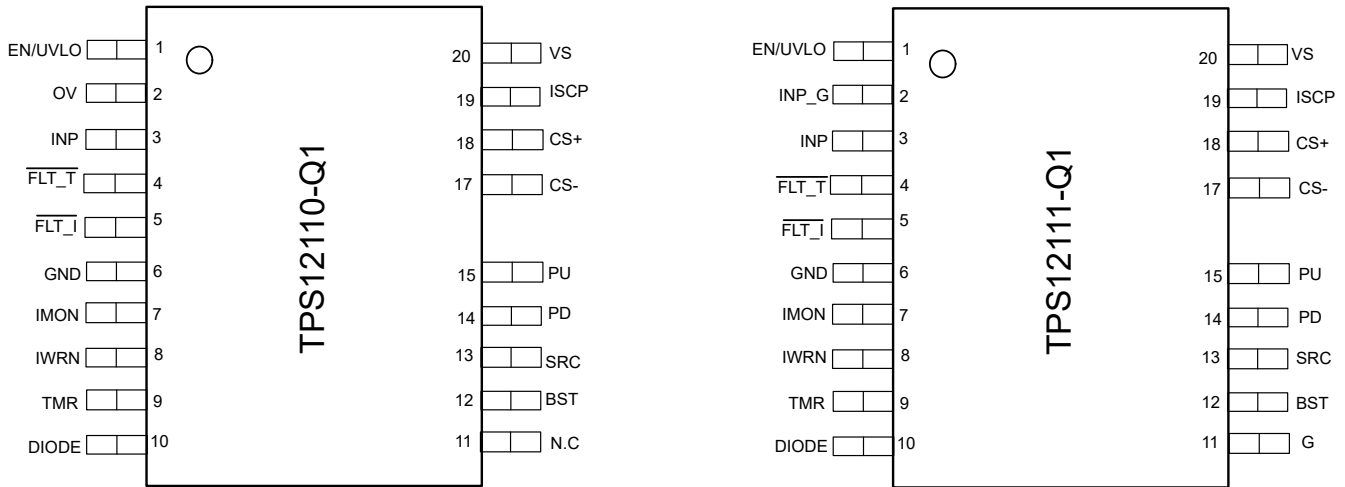 EN/UVLO 1
OV 2
INP 3
FLT_T 4
FLT_I 5
GND 6
IMON 7
IWRN 8
TMR 9
DIODE 10
TPS12110-Q1
20 VS
19 ISCP
18 CS+
17 CS-
15 PU
14 PD
13 SRC
12 BST
11 N.C
EN/UVLO 1
INP_G 2
INP 3
FLT_T 4
FLT_I 5
GND 6
IMON 7
IWRN 8
TMR 9
DIODE 10
TPS12111-Q1
20 VS
19 ISCP
18 CS+
17 CS-
15 PU
14 PD
13 SRC
12 BST
11 G